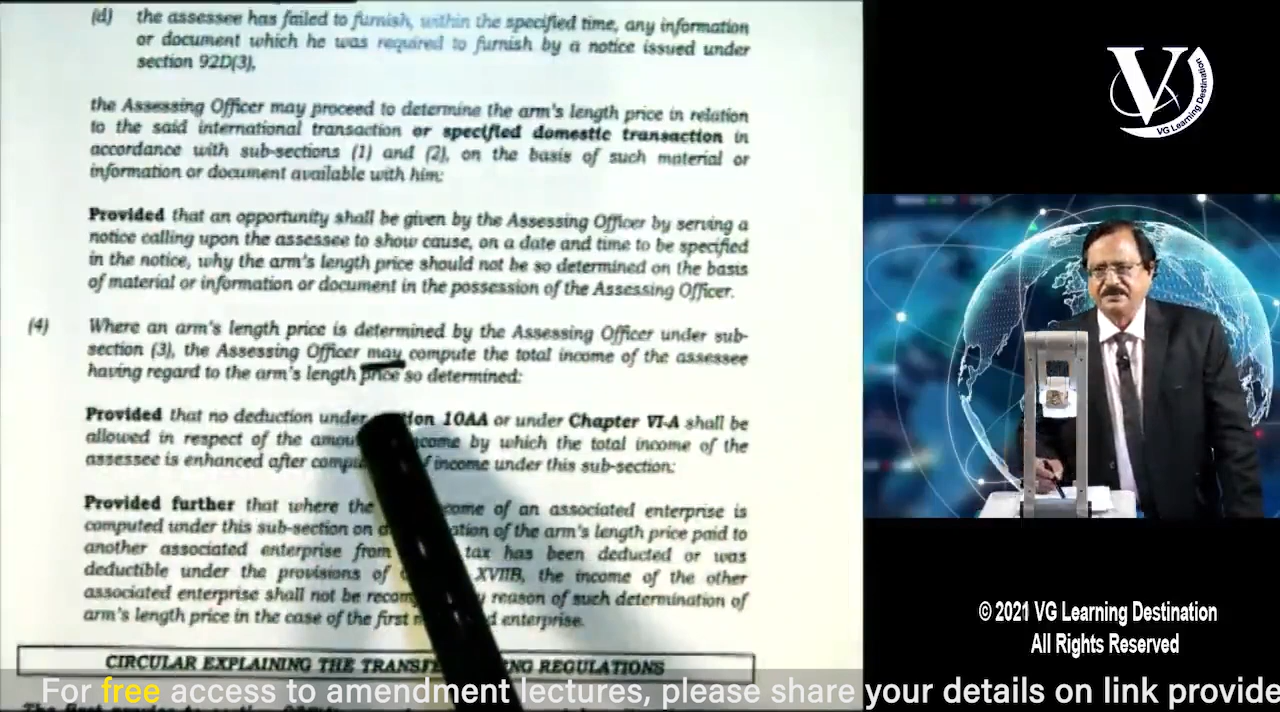 (d) the assessee has failed to furnish, within the specified time, any information
or document which he was required to furnish by a notice issued under
section 92D(3),
the Assessing Officer may proceed to determine the arm's length price in relation
to the said international transaction or specified domestic transaction in
accordance with sub-sections (1) and (2), on the basis of such material or
information or document available with him:
Provided that an opportunity shall be given by the Assessing Officer by serving a
notice calling upon the assessee to show cause, on a date and time to be specified
in the notice, why the arm's length price should not be so determined on the basis
of material or information or document in the possession of the Assessing Officer.
(4) Where an arm's length price is determined by the Assessing Officer under sub-
section (3), the Assessing Officer may compute the total income of the assessee
having regard to the arm's length price so determined:
Provided that no deduction under 10AA or under Chapter VI-A shall be
allowed in respect of the by which the total income of the
assessee is enhanced after income under this sub-section:
Provided further that where the of an associated enterprise is
computed under this sub-section on of the arm's length price paid to
another associated enterprise from tax has been deducted or was
deductible under the provisions of XVIIB, the income of the other
associated enterprise shall not be reason of such determination of
arm's length price in the case of the first enterprise.
CIRCULAR EXPLAINING THE REGULATIONS
For free access to amendment lectures, please share your details on link provide
V
VG Learning Destination
© 2021 VG Learning Destination
All Rights Reserved